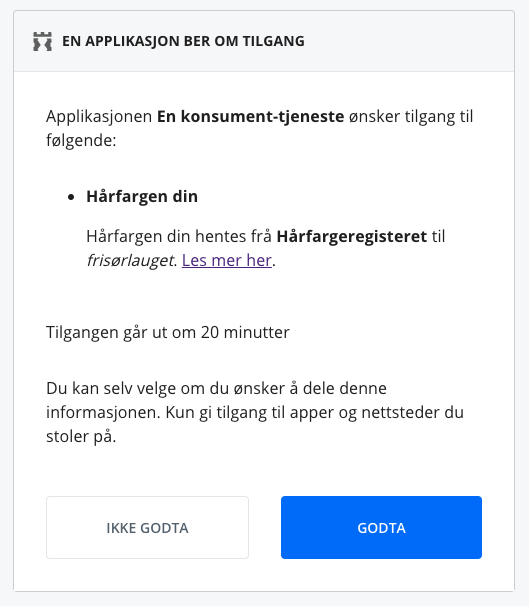 EN APPLIKASJON BER OM TILGANG
Applikasjonen En konsument-tjeneste ønsker tilgang til
følgende:
• Hårfargen din
Hårfargen din hentes frå Hårfargeregisteret til
frisørlauget. Les mer her.
Tilgangen går ut om 20 minutter
Du kan selv velge om du ønsker å dele denne
informasjonen. Kun gi tilgang til apper og nettsteder du
stoler på.
IKKE GODTA
GODTA